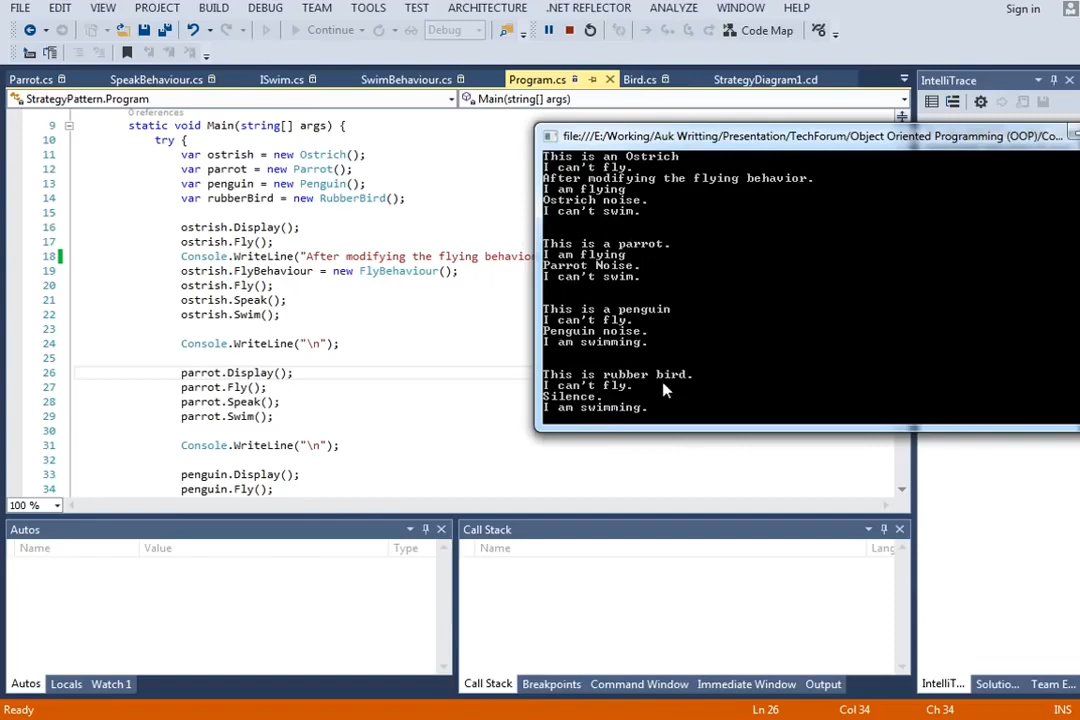 FILE EDIT VIEW PROJECT BUILD DEBUG TEAM TOOLS TEST ARCHITECTURE .NET REFLECTOR ANALYZE WINDOW HELP Sign in
Continue Debug Code Map
Parrot.cs SpeakBehaviour.cs ISwim.cs SwimBehaviour.cs Program.cs Bird.cs StrategyDiagram1.cd IntelliTrace
StrategyPattern.Program Main(string[] args)
0 references
9 static void Main(string[] args) {
10 try {
11 var ostrish = new Ostrich();
12 var parrot = new Parrot();
13 var penguin = new Penguin();
14 var rubberBird = new RubberBird();
15
16 ostrish.Display();
17 ostrish.Fly();
18 Console.WriteLine("After modifying the flying behavior
19 ostrish.FlyBehaviour = new FlyBehaviour();
20 ostrish.Fly();
21 ostrish.Speak();
22 ostrish.Swim();
23
24 Console.WriteLine("\n");
25
26 parrot.Display();
27 parrot.Fly();
28 parrot.Speak();
29 parrot.Swim();
30
31 Console.WriteLine("\n");
32
33 penguin.Display();
34 penguin.Fly();
file:///E:/Working/Auk Writting/Presentation/TechForum/Object Oriented Programming (OOP)/Co...
This is an Ostrich
I can't fly.
After modifying the flying behavior.
I am flying
Ostrich noise.
I can't swim.
This is a parrot.
I am flying
Parrot Noise.
I can't swim.
This is a penguin
I can't fly.
Penguin noise.
I am swimming.
This is rubber bird.
I can't fly.
Silence.
I am swimming.
100 %
Autos
Name Value Type
Call Stack
Name Lang
Autos Locals Watch 1
Call Stack Breakpoints Command Window Immediate Window Output
IntelliT... Solutio... Team E...
Ready Ln 26 Col 34 Ch 34 INS